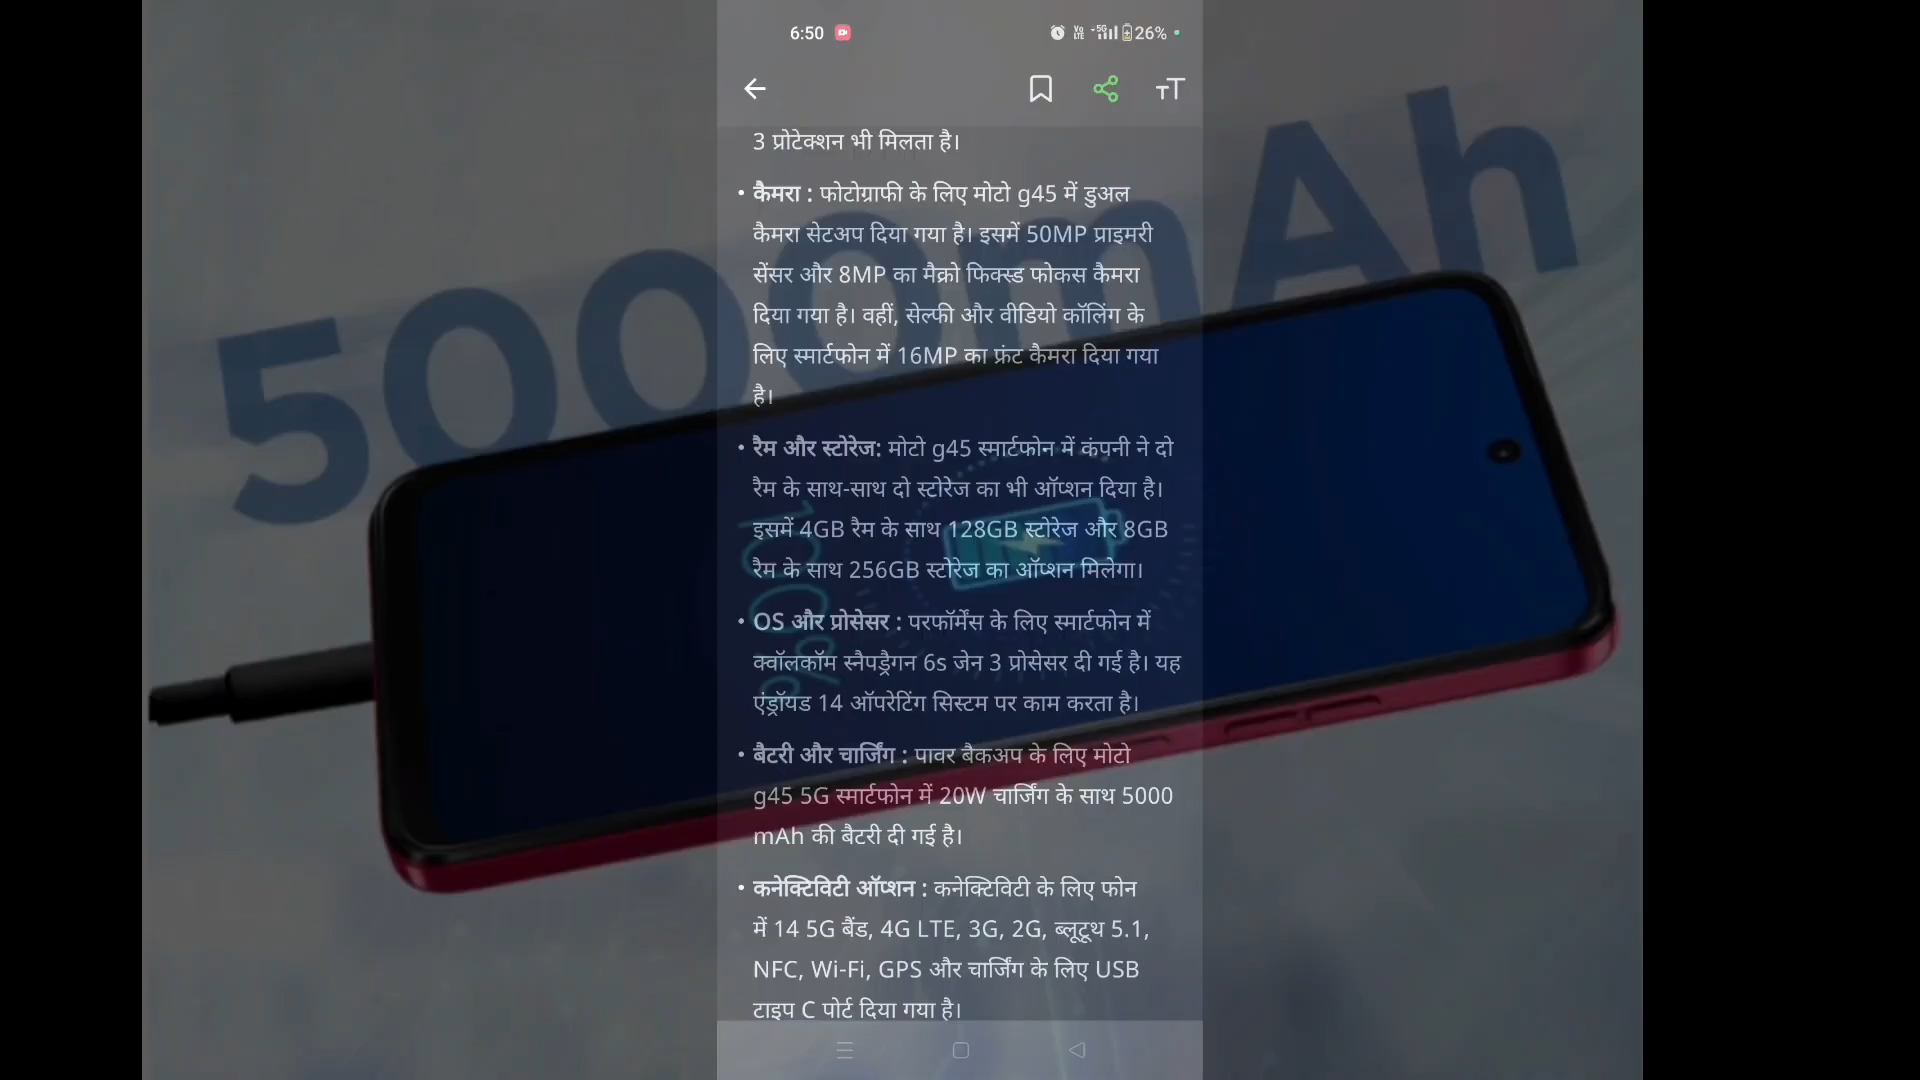 6:50
Vo LTE 5G 26%
3 प्रोटेक्शन भी मिलता है।
• कैमरा : फोटोग्राफी के लिए मोटो g45 में डुअल
कैमरा सेटअप दिया गया है। इसमें 50MP प्राइमरी
सेंसर और 8MP का मैक्रो फिक्स्ड फोकस कैमरा
दिया गया है। वहीं, सेल्फी और वीडियो कॉलिंग के
लिए स्मार्टफोन में 16MP का फ्रंट कैमरा दिया गया
है।
• रैम और स्टोरेज: मोटो g45 स्मार्टफोन में कंपनी ने दो
रैम के साथ-साथ दो स्टोरेज का भी ऑप्शन दिया है।
इसमें 4GB रैम के साथ 128GB स्टोरेज और 8GB
रैम के साथ 256GB स्टोरेज का ऑप्शन मिलेगा।
• OS और प्रोसेसर : परफॉर्मेंस के लिए स्मार्टफोन में
क्वॉलकॉम स्नैपड्रैगन 6s जेन 3 प्रोसेसर दी गई है। यह
एंड्रॉयड 14 ऑपरेटिंग सिस्टम पर काम करता है।
• बैटरी और चार्जिंग : पावर बैकअप के लिए मोटो
g45 5G स्मार्टफोन में 20W चार्जिंग के साथ 5000
mAh की बैटरी दी गई है।
• कनेक्टिविटी ऑप्शन : कनेक्टिविटी के लिए फोन
में 14 5G बैंड, 4G LTE, 3G, 2G, ब्लूटूथ 5.1,
NFC, Wi-Fi, GPS और चार्जिंग के लिए USB
टाइप C पोर्ट दिया गया है।
5000mAh
100%